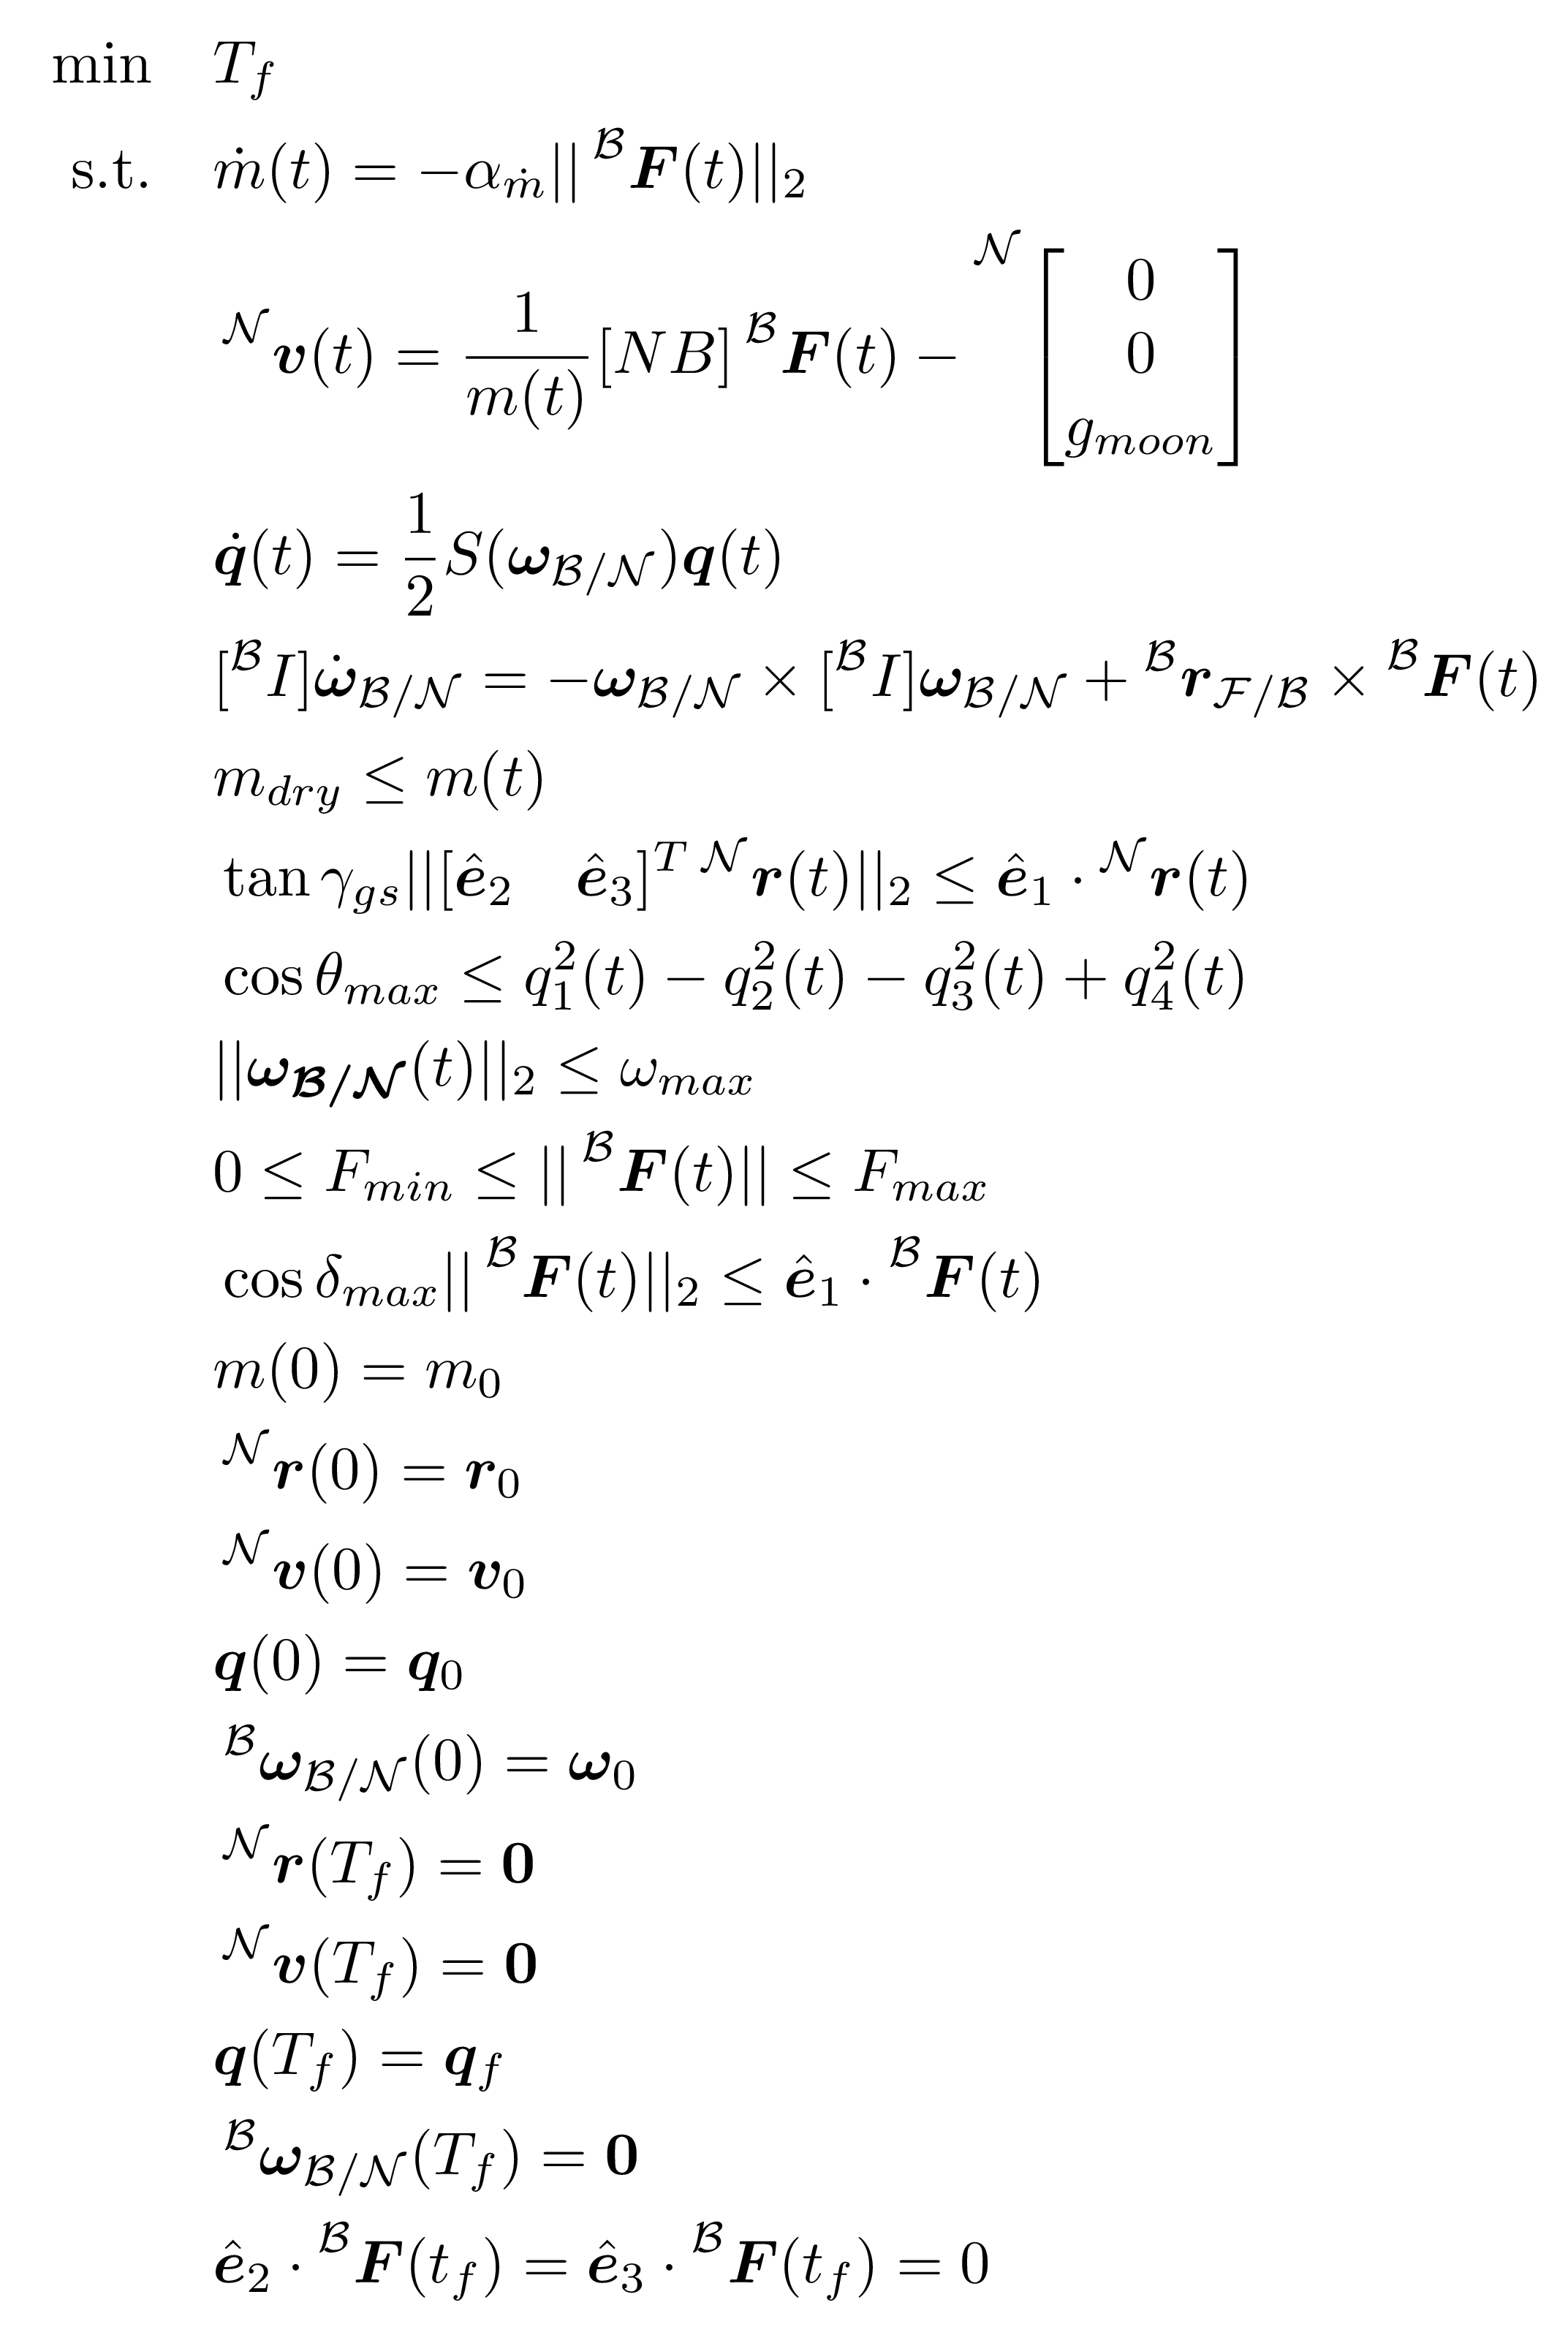 min $T_f$
s.t. $\dot{m}(t) = -\alpha_{\dot{m}}||\,{}^{\mathcal{B}}\boldsymbol{F}(t)||_2$
${}^{\mathcal{N}}\boldsymbol{v}(t) = \frac{1}{m(t)}[NB]\,{}^{\mathcal{B}}\boldsymbol{F}(t) - {}^{\mathcal{N}}\begin{bmatrix} 0 \\ 0 \\ g_{moon} \end{bmatrix}$
$\dot{\boldsymbol{q}}(t) = \frac{1}{2}S(\boldsymbol{\omega}_{\mathcal{B}/\mathcal{N}})\boldsymbol{q}(t)$
$[{}^{\mathcal{B}}I]\dot{\boldsymbol{\omega}}_{\mathcal{B}/\mathcal{N}} = -\boldsymbol{\omega}_{\mathcal{B}/\mathcal{N}} \times [{}^{\mathcal{B}}I]\boldsymbol{\omega}_{\mathcal{B}/\mathcal{N}} + {}^{\mathcal{B}}\boldsymbol{r}_{\mathcal{F}/\mathcal{B}} \times {}^{\mathcal{B}}\boldsymbol{F}(t)$
$m_{dry} \leq m(t)$
$\tan\gamma_{gs}||[\hat{\boldsymbol{e}}_2 \quad \hat{\boldsymbol{e}}_3]^T\,{}^{\mathcal{N}}\boldsymbol{r}(t)||_2 \leq \hat{\boldsymbol{e}}_1 \cdot {}^{\mathcal{N}}\boldsymbol{r}(t)$
$\cos\theta_{max} \leq q_1^2(t) - q_2^2(t) - q_3^2(t) + q_4^2(t)$
$||\boldsymbol{\omega}_{\boldsymbol{\mathcal{B}/\mathcal{N}}}(t)||_2 \leq \omega_{max}$
$0 \leq F_{min} \leq ||\,{}^{\mathcal{B}}\boldsymbol{F}(t)|| \leq F_{max}$
$\cos\delta_{max}||\,{}^{\mathcal{B}}\boldsymbol{F}(t)||_2 \leq \hat{\boldsymbol{e}}_1 \cdot {}^{\mathcal{B}}\boldsymbol{F}(t)$
$m(0) = m_0$
${}^{\mathcal{N}}\boldsymbol{r}(0) = \boldsymbol{r}_0$
${}^{\mathcal{N}}\boldsymbol{v}(0) = \boldsymbol{v}_0$
$\boldsymbol{q}(0) = \boldsymbol{q}_0$
${}^{\mathcal{B}}\boldsymbol{\omega}_{\mathcal{B}/\mathcal{N}}(0) = \boldsymbol{\omega}_0$
${}^{\mathcal{N}}\boldsymbol{r}(T_f) = \mathbf{0}$
${}^{\mathcal{N}}\boldsymbol{v}(T_f) = \mathbf{0}$
$\boldsymbol{q}(T_f) = \boldsymbol{q}_f$
${}^{\mathcal{B}}\boldsymbol{\omega}_{\mathcal{B}/\mathcal{N}}(T_f) = \mathbf{0}$
$\hat{\boldsymbol{e}}_2 \cdot {}^{\mathcal{B}}\boldsymbol{F}(t_f) = \hat{\boldsymbol{e}}_3 \cdot {}^{\mathcal{B}}\boldsymbol{F}(t_f) = 0$